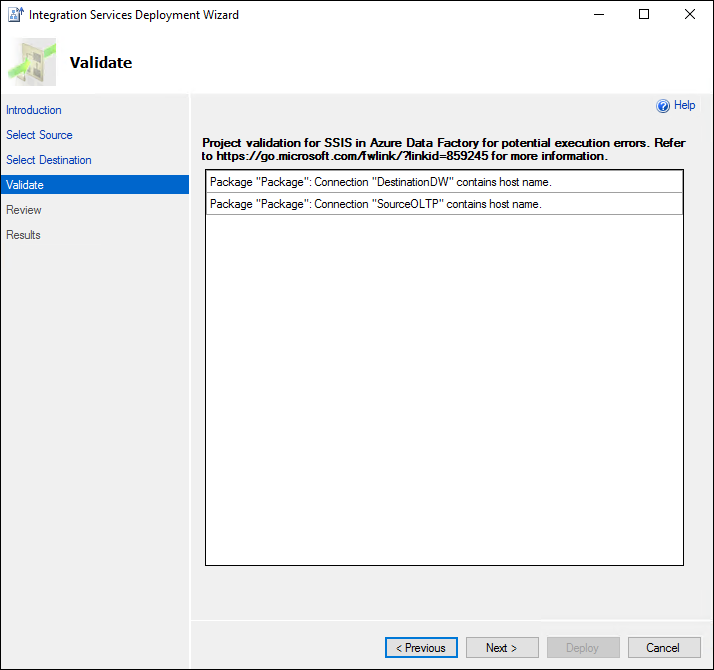 Integration Services Deployment Wizard
Validate
Help
Introduction
Select Source
Select Destination
Validate
Review
Results
Project validation for SSIS in Azure Data Factory for potential execution errors. Refer
to https://go.microsoft.com/fwlink/?linkid=859245 for more information.
Package "Package": Connection "DestinationDW" contains host name.
Package "Package": Connection "SourceOLTP" contains host name.
< Previous
Next >
Deploy
Cancel